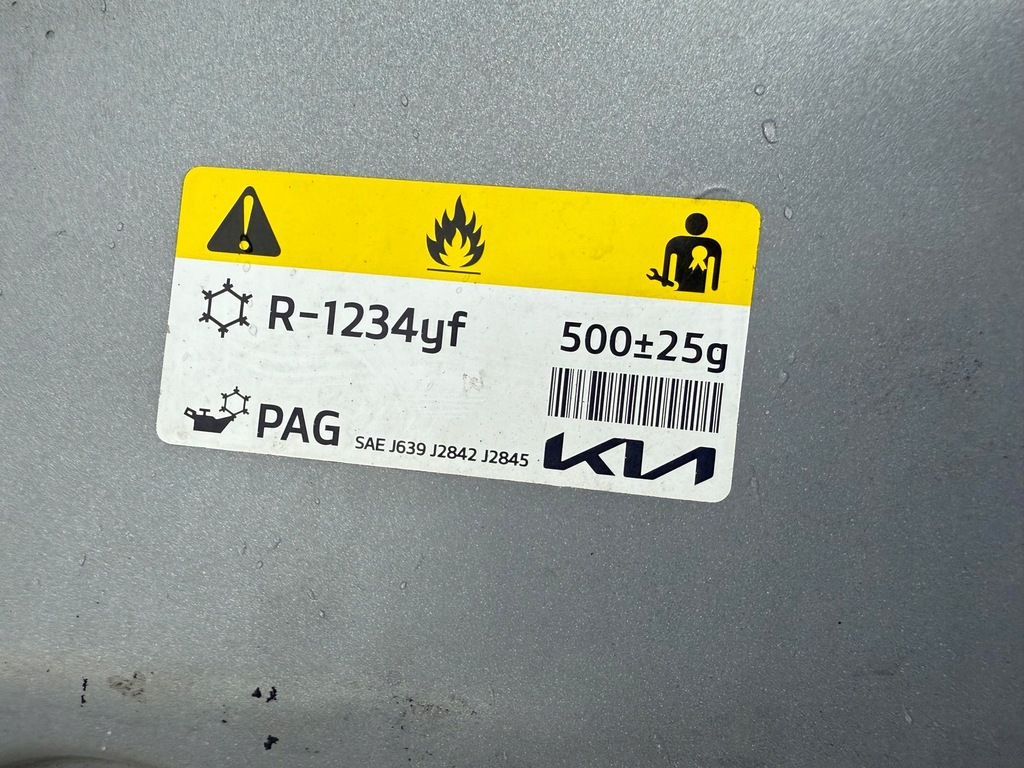 R-1234yf
500±25g
PAG
SAE J639 J2842 J2845
KIA